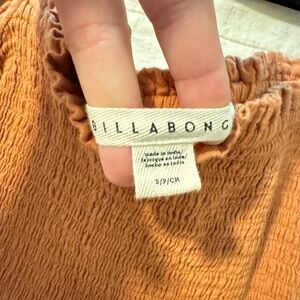 BILLABONG
made in india/
fabriqué en inde/
hecho en india
S/P/CH